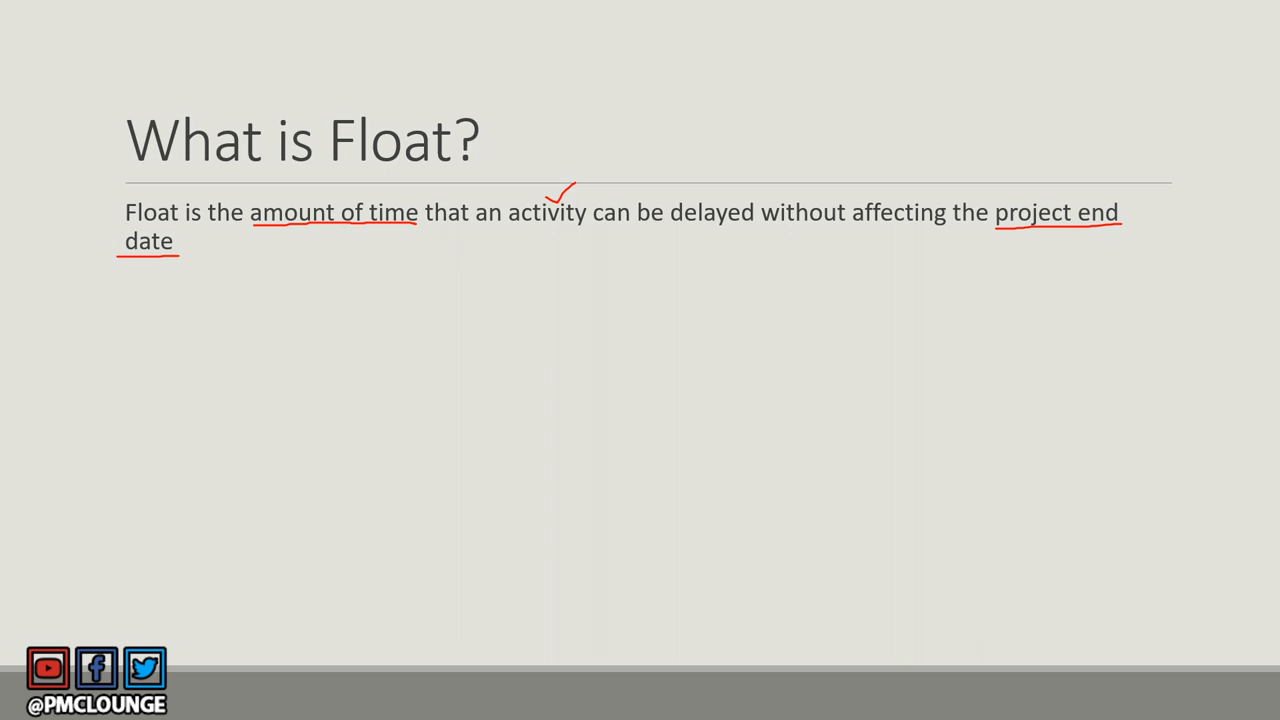 What is Float?
Float is the amount of time that an activity can be delayed without affecting the project end
date
@PMCLOUNGE